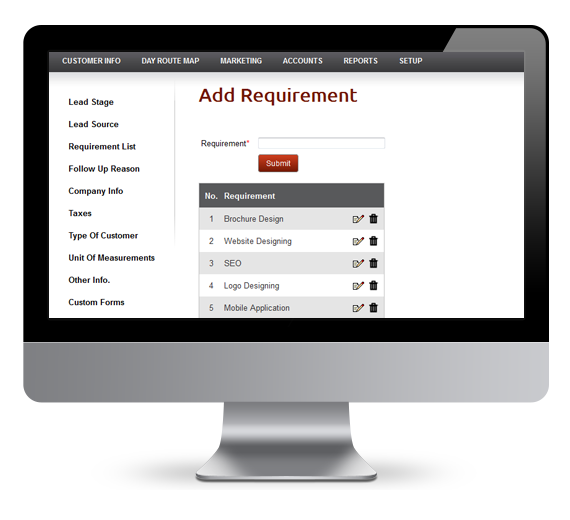 CUSTOMER INFO DAY ROUTE MAP MARKETING ACCOUNTS REPORTS SETUP
Lead Stage
Lead Source
Requirement List
Follow Up Reason
Company Info
Taxes
Type Of Customer
Unit Of Measurements
Other Info.
Custom Forms
Add Requirement
Requirement*
Submit
No. Requirement
1 Brochure Design
2 Website Designing
3 SEO
4 Logo Designing
5 Mobile Application